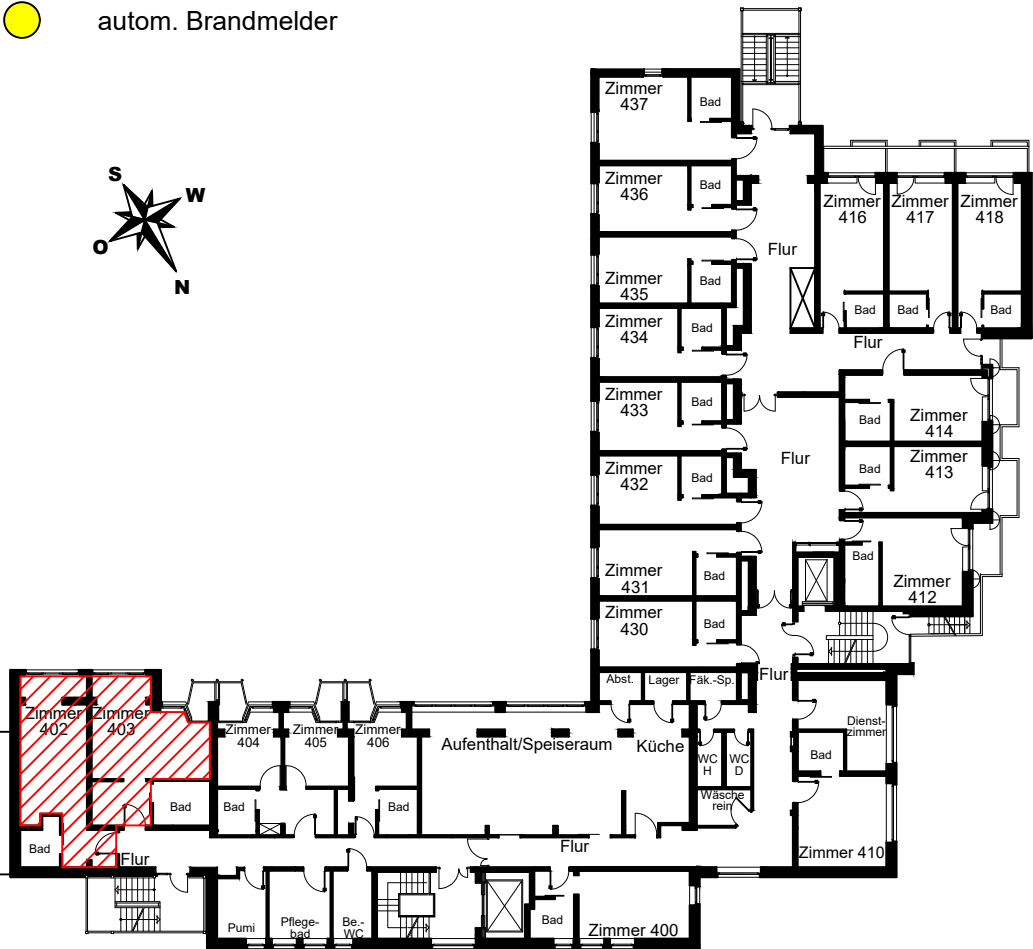 autom. Brandmelder
S
W
O
N
Zimmer
437
Bad
Zimmer
436
Bad
Zimmer
435
Bad
Zimmer
434
Bad
Zimmer
433
Bad
Zimmer
432
Bad
Zimmer
431
Bad
Zimmer
430
Bad
Flur
Zimmer
416
Bad
Zimmer
417
Bad
Zimmer
418
Bad
Flur
Flur
Bad
Zimmer
414
Bad
Zimmer
413
Bad
Zimmer
412
Flur
Abst.
Lager
Fäk.-Sp.
Zimmer
402
Zimmer
403
Bad
Bad
Flur
Zimmer
404
Zimmer
405
Zimmer
406
Bad
Bad
Aufenthalt/Speiseraum
Küche
WC
H
WC
D
Wäsche
rein
Dienst-
zimmer
Bad
Zimmer 410
Flur
Pumi
Pflege-
bad
Be.-
WC
Bad
Zimmer 400